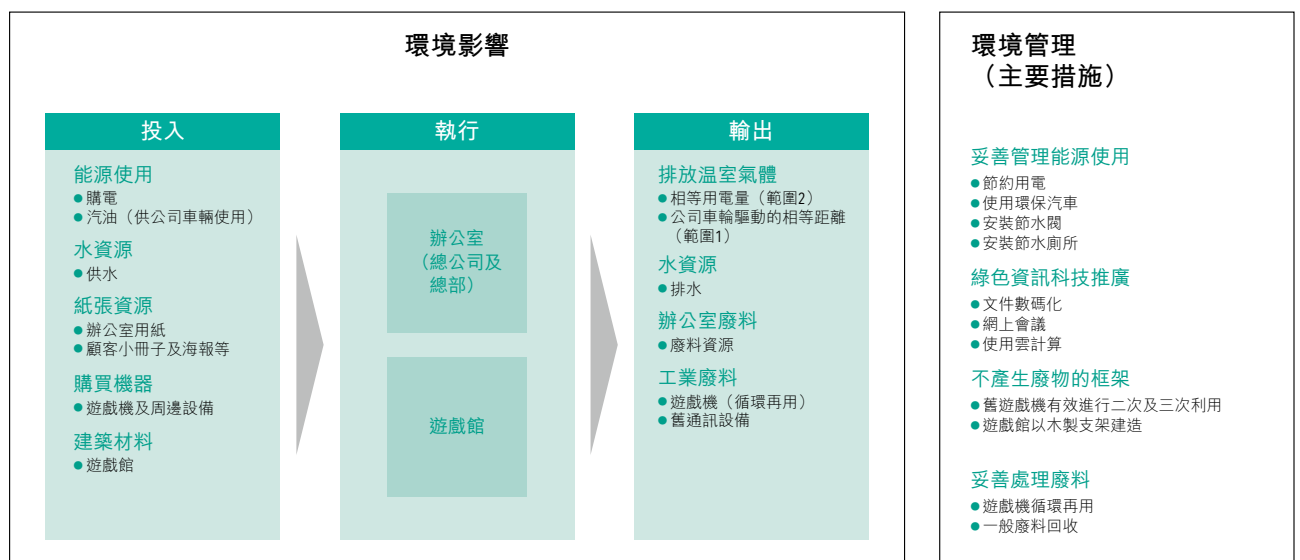 環境影響
投入
能源使用
●購電
●汽油（供公司車輛使用）
水資源
●供水
紙張資源
●辦公室用紙
●顧客小冊子及海報等
購買機器
●遊戲機及周邊設備
建築材料
●遊戲館
執行
辦公室
（總公司及
總部）
遊戲館
輸出
排放溫室氣體
●相等用電量（範圍2）
●公司車輪驅動的相等距離
（範圍1）
水資源
●排水
辦公室廢料
●廢料資源
工業廢料
●遊戲機（循環再用）
●舊通訊設備
環境管理
（主要措施）
妥善管理能源使用
●節約用電
●使用環保汽車
●安裝節水閥
●安裝節水廁所
綠色資訊科技推廣
●文件數碼化
●網上會議
●使用雲計算
不產生廢物的框架
●舊遊戲機有效進行二次及三次利用
●遊戲館以木製支架建造
妥善處理廢料
●遊戲機循環再用
●一般廢料回收